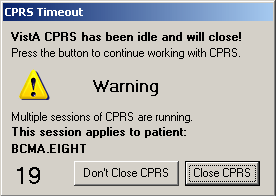 CPRS Timeout
VistA CPRS has been idle and will close!
Press the button to continue working with CPRS.
Warning
Multiple sessions of CPRS are running.
This session applies to patient:
BCMA,EIGHT
19
Don't Close CPRS
Close CPRS